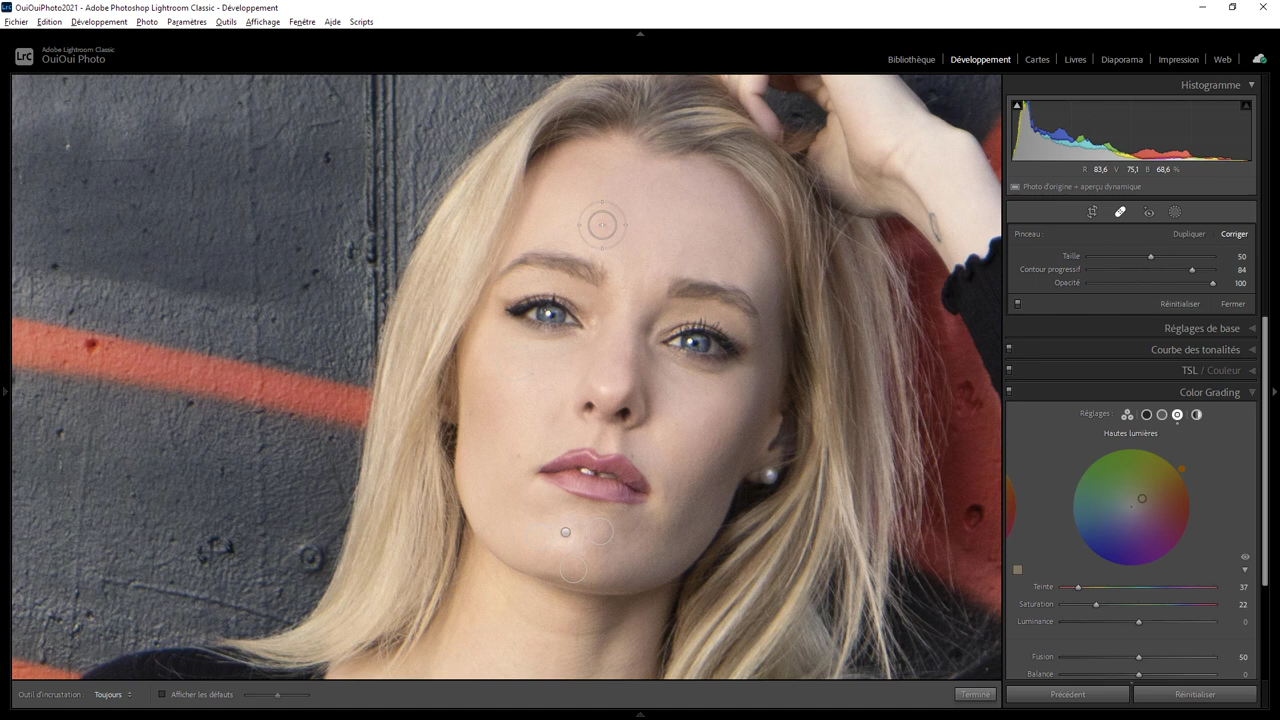 OuiOuiPhoto2021 - Adobe Photoshop Lightroom Classic - Développement
Fichier Edition Développement Photo Paramètres Outils Affichage Fenêtre Aide Scripts
Lrc
Adobe Lightroom Classic
OuiOui Photo
Bibliothèque Développement Cartes Livres Diaporama Impression Web
Histogramme
R 83,6 V 75,1 B 68,6 %
Photo d'origine + aperçu dynamique
Pinceau : Dupliquer Corriger
Taille 50
Contour progressif 84
Opacité 100
Réinitialiser Fermer
Réglages de base
Courbe des tonalités
TSL / Couleur
Color Grading
Réglages :
Hautes lumières
Teinte 37
Saturation 22
Luminance 0
Fusion 50
Balance 0
Outil d'incrustation : Toujours Afficher les défauts Terminé
Précédent Réinitialiser